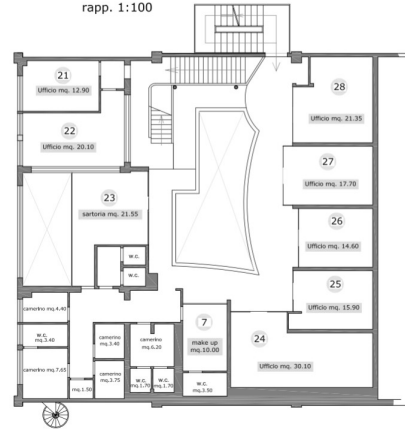 rapp. 1:100
21
Ufficio mq. 12.90
22
Ufficio mq. 20.10
28
Ufficio mq. 21.35
27
Ufficio mq. 17.70
23
sartoria mq. 21.55
26
Ufficio mq. 14.60
w.c.
w.c.
25
Ufficio mq. 15.90
camerino mq.4.40
7
make up
mq.10.00
24
Ufficio mq. 30.10
w.c.
mq.3.40
camerino
mq.3.40
camerino
mq.6.20
camerino mq.7.65
camerino
mq.3.75
mq.1.50
w.c.
mq.1.70
w.c.
mq.1.70
w.c.
mq.3.50